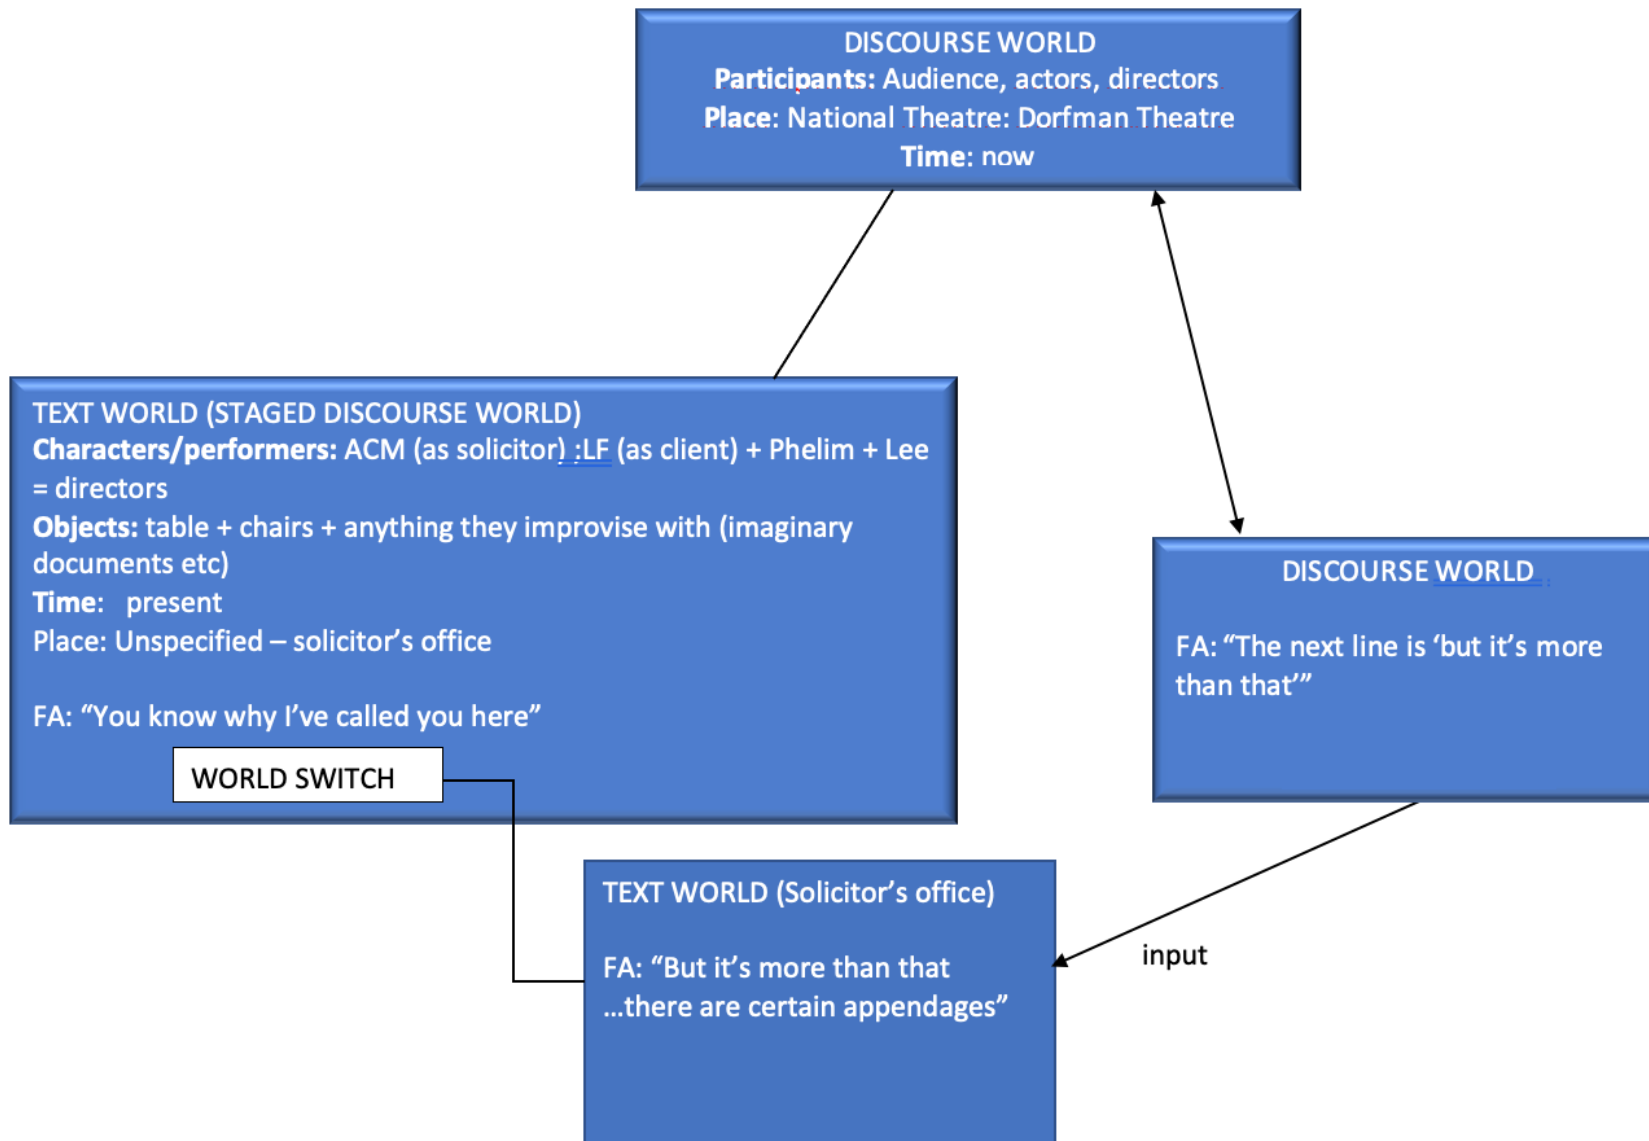 DISCOURSE WORLD
Participants: Audience, actors, directors
Place: National Theatre: Dorfman Theatre
Time: now
TEXT WORLD (STAGED DISCOURSE WORLD)
Characters/performers: ACM (as solicitor) ;LF (as client) + Phelim + Lee
= directors
Objects: table + chairs + anything they improvise with (imaginary
documents etc)
Time: present
Place: Unspecified – solicitor’s office
FA: “You know why I’ve called you here”
WORLD SWITCH
DISCOURSE WORLD
FA: “The next line is ‘but it’s more
than that’”
TEXT WORLD (Solicitor’s office)
FA: “But it’s more than that
…there are certain appendages”
input